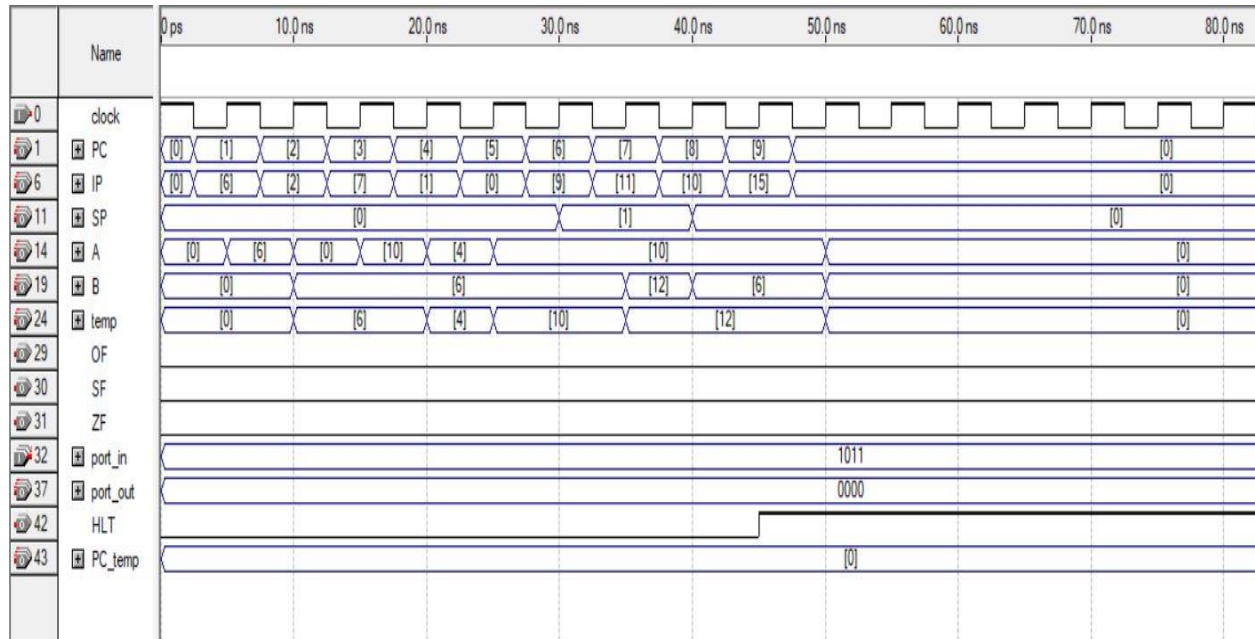 Name 0 ps 10.0 ns 20.0 ns 30.0 ns 40.0 ns 50.0 ns 60.0 ns 70.0 ns 80.0 ns
0 clock
1 PC [0] [1] [2] [3] [4] [5] [6] [7] [8] [9] [0]
6 IP [0] [6] [2] [7] [1] [0] [9] [11] [10] [15] [0]
11 SP [0] [1] [0]
14 A [0] [6] [0] [10] [4] [10] [0]
19 B [0] [6] [12] [6] [0]
24 temp [0] [6] [4] [10] [12] [0]
29 OF
30 SF
31 ZF
32 port_in 1011
37 port_out 0000
42 HLT
43 PC_temp [0]